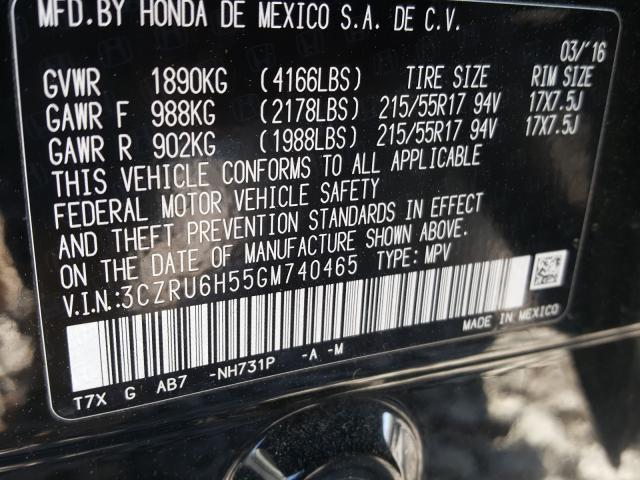 MFD.BY HONDA DE MEXICO S.A. DE C.V.
03/'16
GVWR 1890KG (4166LBS) TIRE SIZE RIM SIZE
GAWR F 988KG (2178LBS) 215/55R17 94V 17X7.5J
GAWR R 902KG (1988LBS) 215/55R17 94V 17X7.5J
THIS VEHICLE CONFORMS TO ALL APPLICABLE
FEDERAL MOTOR VEHICLE SAFETY
AND THEFT PREVENTION STANDARDS IN EFFECT
ON THE DATE OF MANUFACTURE SHOWN ABOVE.
V.I.N.:3CZRU6H55GM740465 TYPE: MPV
MADE IN MEXICO
T7X G AB7 -NH731P -A -M